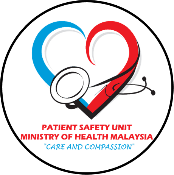 PATIENT SAFETY UNIT
MINISTRY OF HEALTH MALAYSIA
"CARE AND COMPASSION"